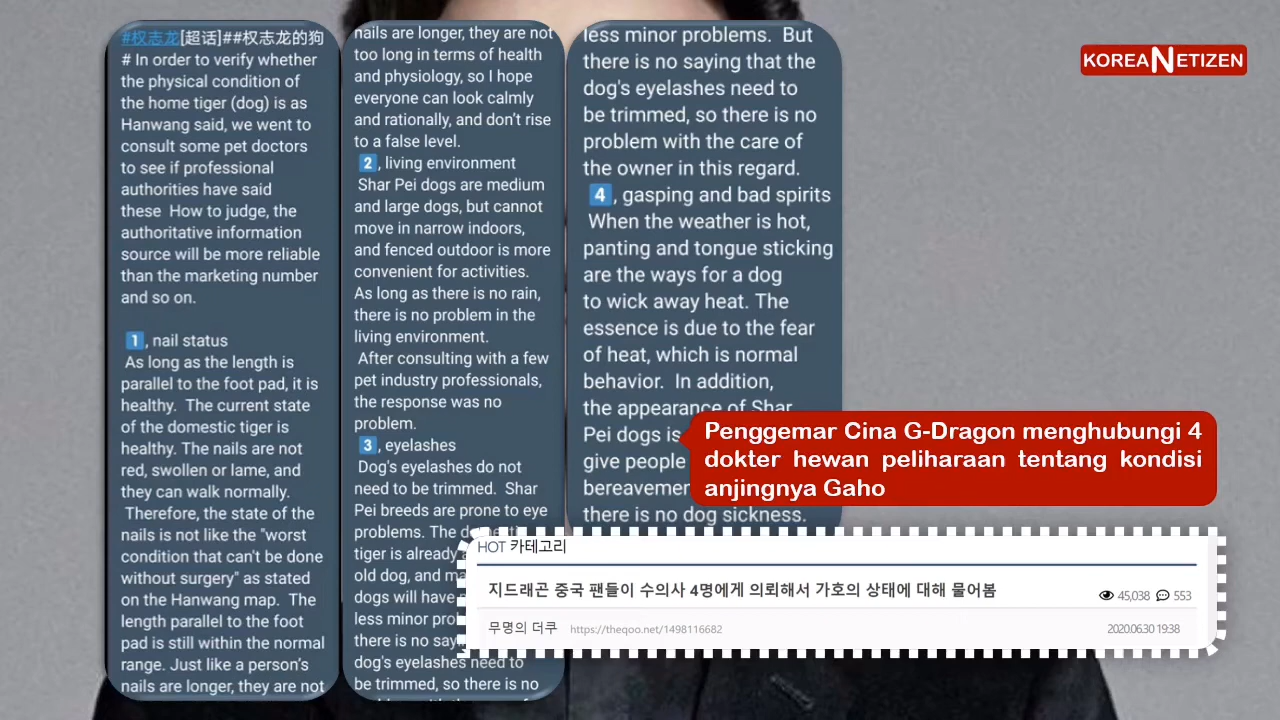 #权志龙[超话]##权志龙的狗
# In order to verify whether
the physical condition of
the home tiger (dog) is as
Hanwang said, we went to
consult some pet doctors
to see if professional
authorities have said
these  How to judge, the
authoritative information
source will be more reliable
than the marketing number
and so on.
1, nail status
As long as the length is
parallel to the foot pad, it is
healthy.  The current state
of the domestic tiger is
healthy. The nails are not
red, swollen or lame, and
they can walk normally.
Therefore, the state of the
nails is not like the "worst
condition that can't be done
without surgery" as stated
on the Hanwang map.  The
length parallel to the foot
pad is still within the normal
range. Just like a person's
nails are longer, they are not
nails are longer, they are not
too long in terms of health
and physiology, so I hope
everyone can look calmly
and rationally, and don't rise
to a false level.
2, living environment
Shar Pei dogs are medium
and large dogs, but cannot
move in narrow indoors,
and fenced outdoor is more
convenient for activities.
As long as there is no rain,
there is no problem in the
living environment.
After consulting with a few
pet industry professionals,
the response was no
problem.
3, eyelashes
Dog's eyelashes do not
need to be trimmed.  Shar
Pei breeds are prone to eye
problems. The
tiger is already
old dog, and
dogs will have
less minor
there is no
dog's eyelashes need to
be trimmed, so there is no
less minor problems.  But
there is no saying that the
dog's eyelashes need to
be trimmed, so there is no
problem with the care of
the owner in this regard.
4, gasping and bad spirits
When the weather is hot,
panting and tongue sticking
are the ways for a dog
to wick away heat. The
essence is due to the fear
of heat, which is normal
behavior.  In addition,
the appearance of Shar
Pei dogs is
give people
there is no dog sickness.
KOREA NETIZEN
Penggemar Cina G-Dragon menghubungi 4
dokter hewan peliharaan tentang kondisi
anjingnya Gaho
HOT 카테고리
지드래곤 중국 팬들이 수의사 4명에게 의뢰해서 가호의 상태에 대해 물어봄
45,038 553
무명의 더쿠 https://theqoo.net/1498116682
2020.06.30 19:38